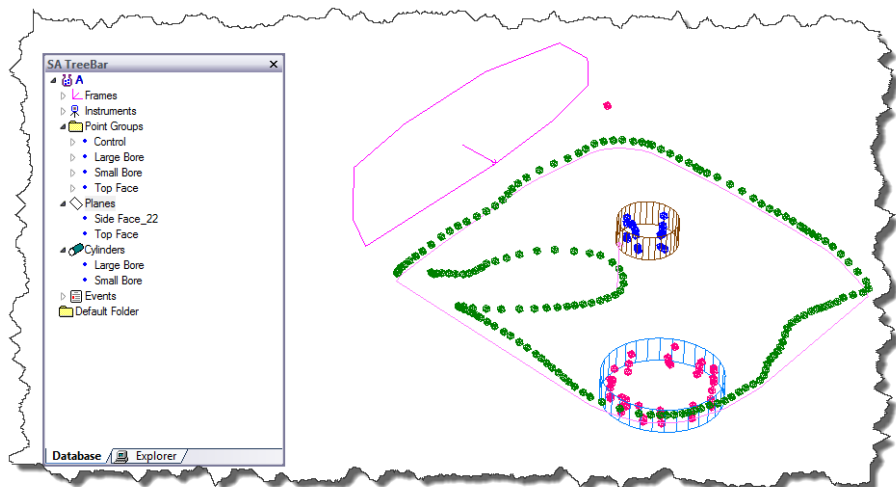 SA TreeBar
A
Frames
Instruments
Point Groups
Control
Large Bore
Small Bore
Top Face
Planes
Side Face_22
Top Face
Cylinders
Large Bore
Small Bore
Events
Default Folder
Database Explorer